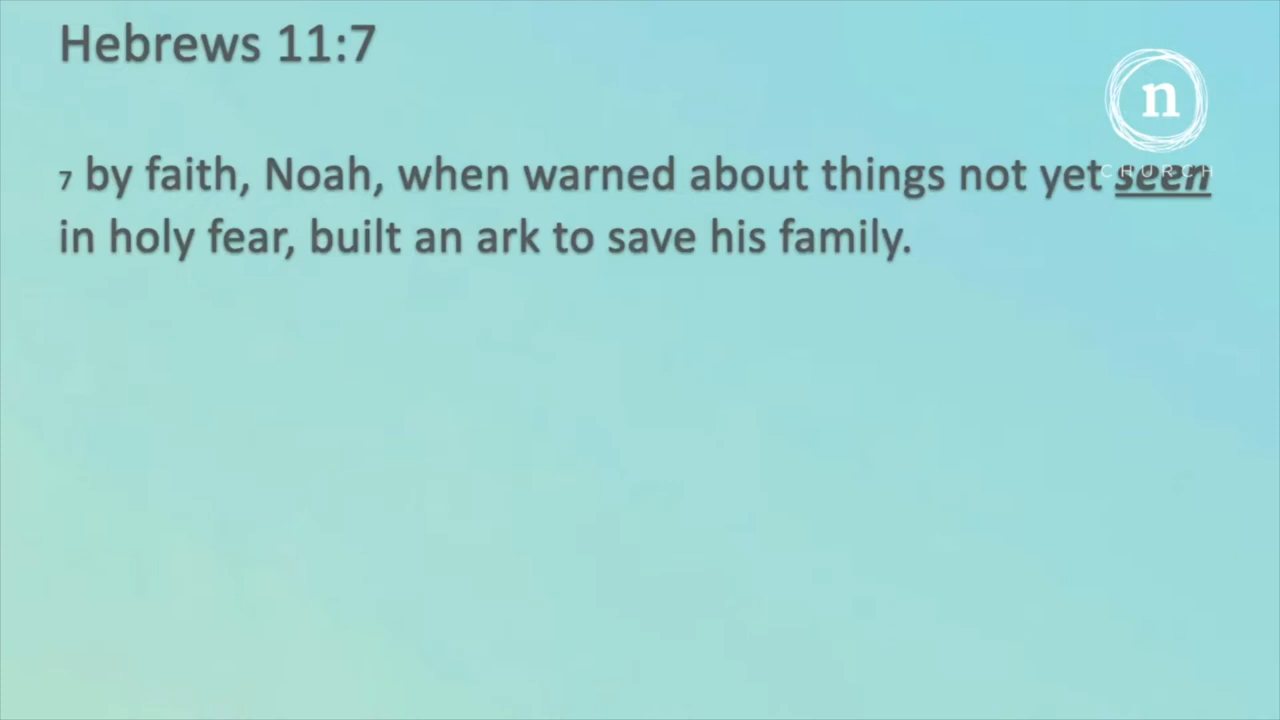 Hebrews 11:7
n
CHURCH
7 by faith, Noah, when warned about things not yet seen
in holy fear, built an ark to save his family.